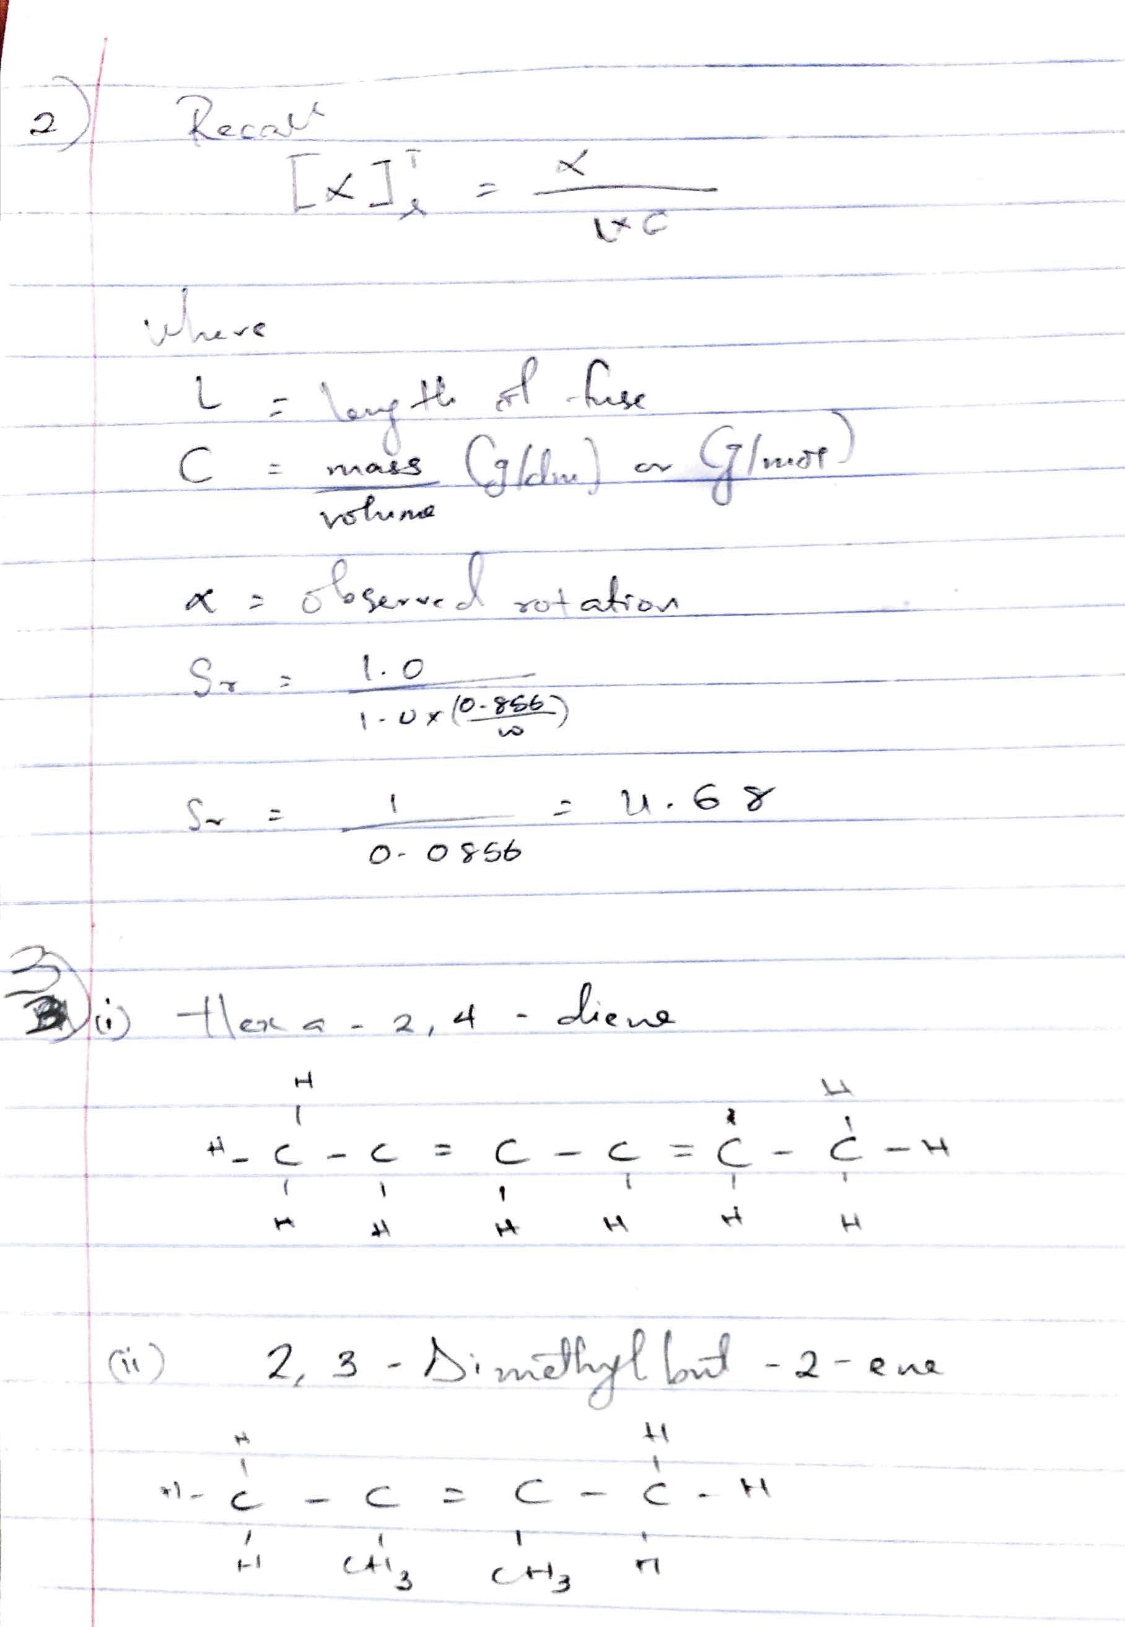 2) Recall
[α]ᵀλ = α / l × C
where
L = length of fuse
C = mass / volume (g/dm) or (g/mol)
α = observed rotation
Sr = 1.0 / 1.0 × (0.856 / 10)
Sr = 1 / 0.0856 = 11.68
3) (i) Hexa - 2, 4 - diene
H H
H - C - C = C - C = C - C - H
H H H H H H
(ii) 2, 3 - Dimethyl but - 2 - ene
H H
H - C - C = C - C - H
H CH3 CH3 H